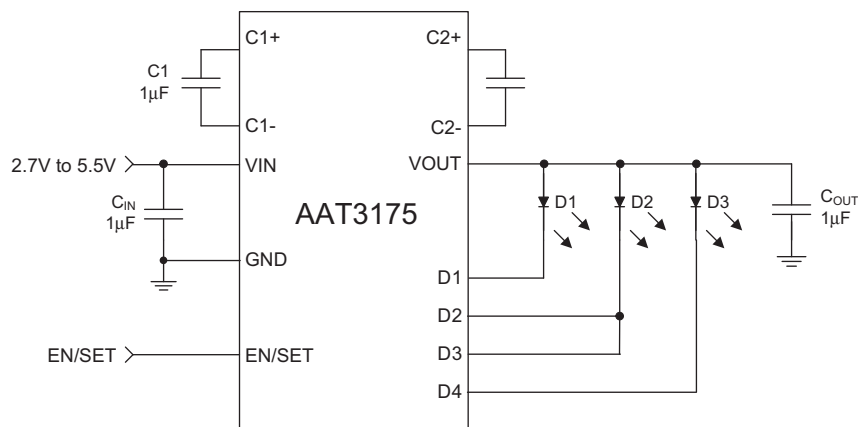 C1+
C2+
C1
1μF
C1-
C2-
2.7V to 5.5V
VIN
VOUT
CIN
1μF
AAT3175
D1
D2
D3
COUT
1μF
GND
D1
D2
D3
EN/SET
EN/SET
D4